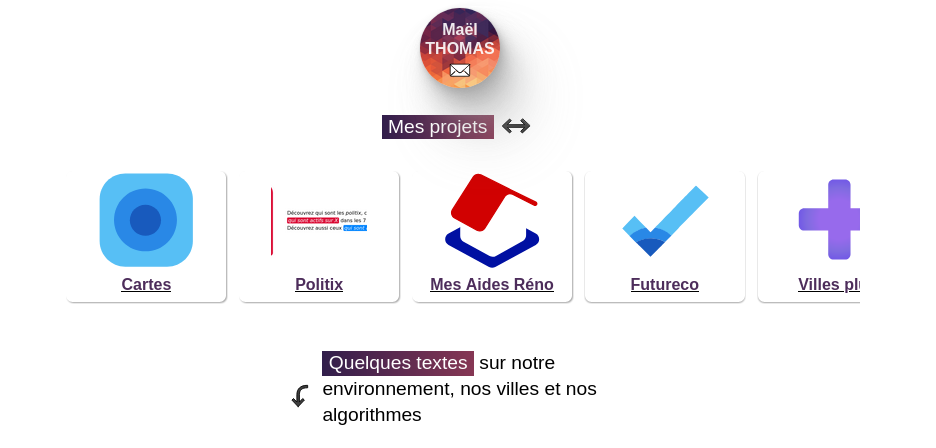 Maël
THOMAS
Mes projets
Découvrez qui sont les politix, c
qui sont actifs sur X dans les 7
Découvrez aussi ceux qui sont
Cartes
Politix
Mes Aides Réno
Futureco
Villes plu
Quelques textes sur notre
environnement, nos villes et nos
algorithmes